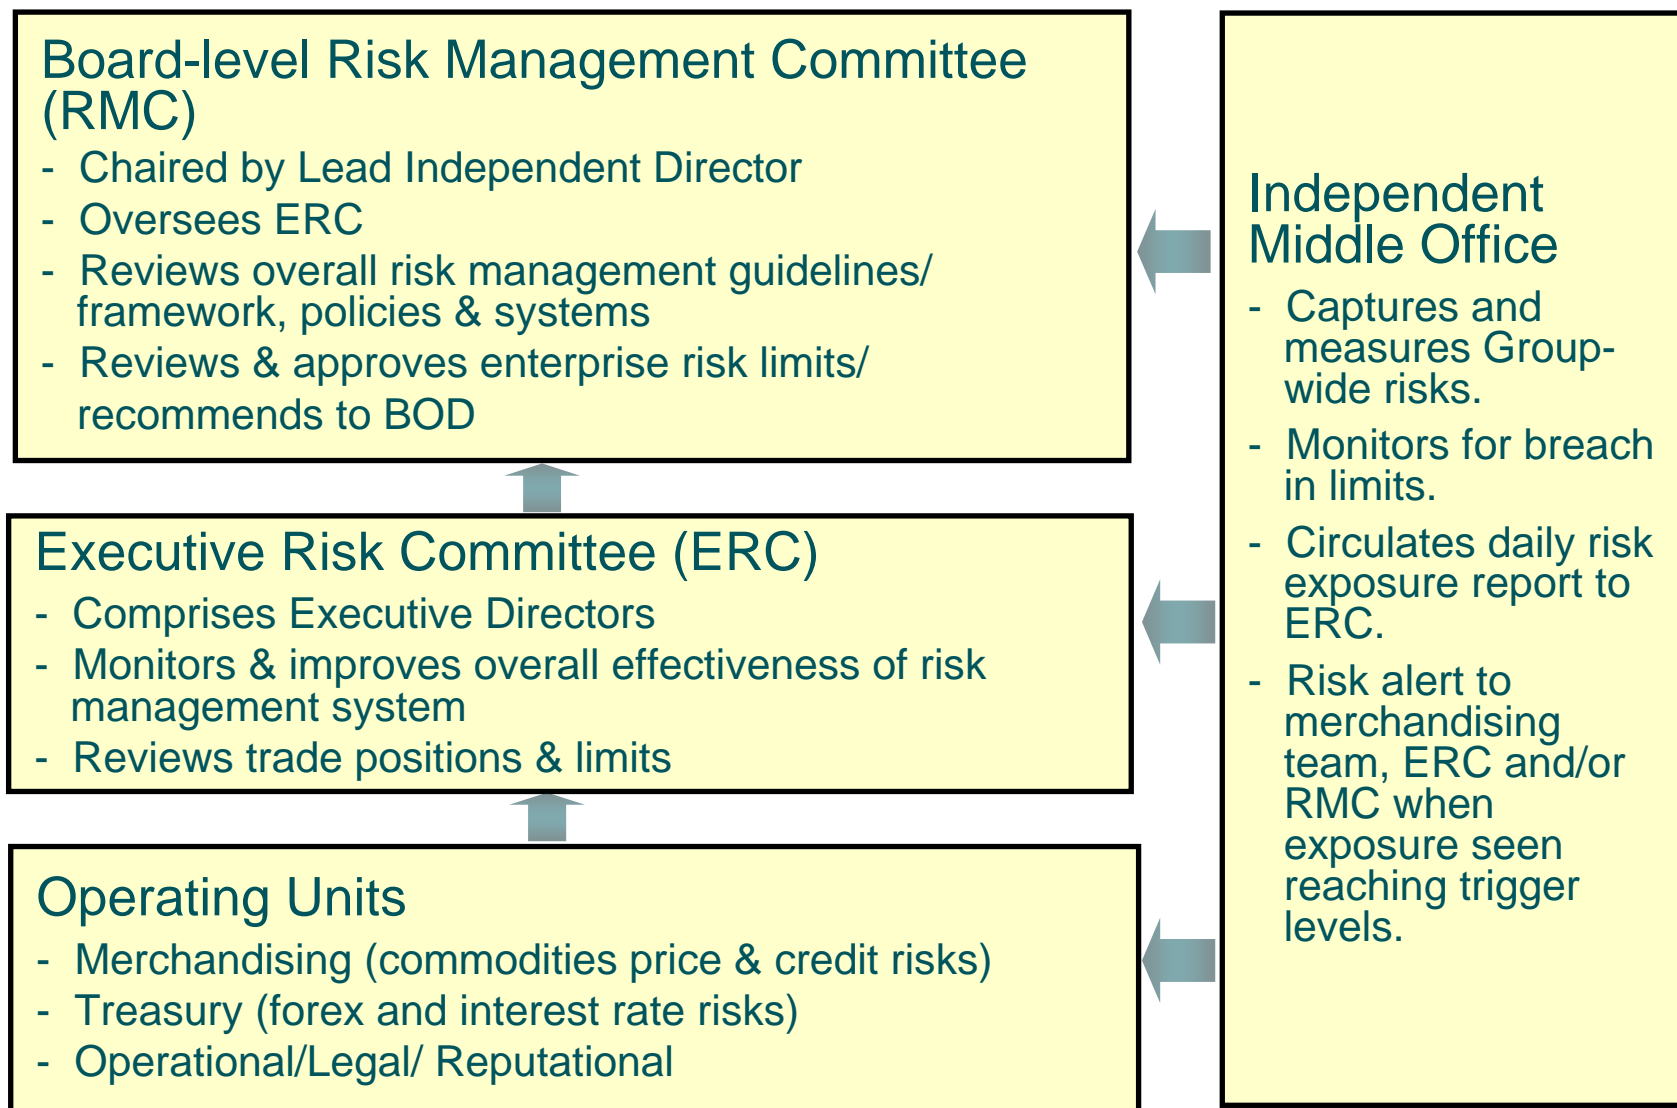 Board-level Risk Management Committee
(RMC)
- Chaired by Lead Independent Director
- Oversees ERC
- Reviews overall risk management guidelines/
framework, policies & systems
- Reviews & approves enterprise risk limits/
recommends to BOD
Executive Risk Committee (ERC)
- Comprises Executive Directors
- Monitors & improves overall effectiveness of risk
management system
- Reviews trade positions & limits
Operating Units
- Merchandising (commodities price & credit risks)
- Treasury (forex and interest rate risks)
- Operational/Legal/ Reputational
Independent
Middle Office
- Captures and
measures Group-
wide risks.
- Monitors for breach
in limits.
- Circulates daily risk
exposure report to
ERC.
- Risk alert to
merchandising
team, ERC and/or
RMC when
exposure seen
reaching trigger
levels.